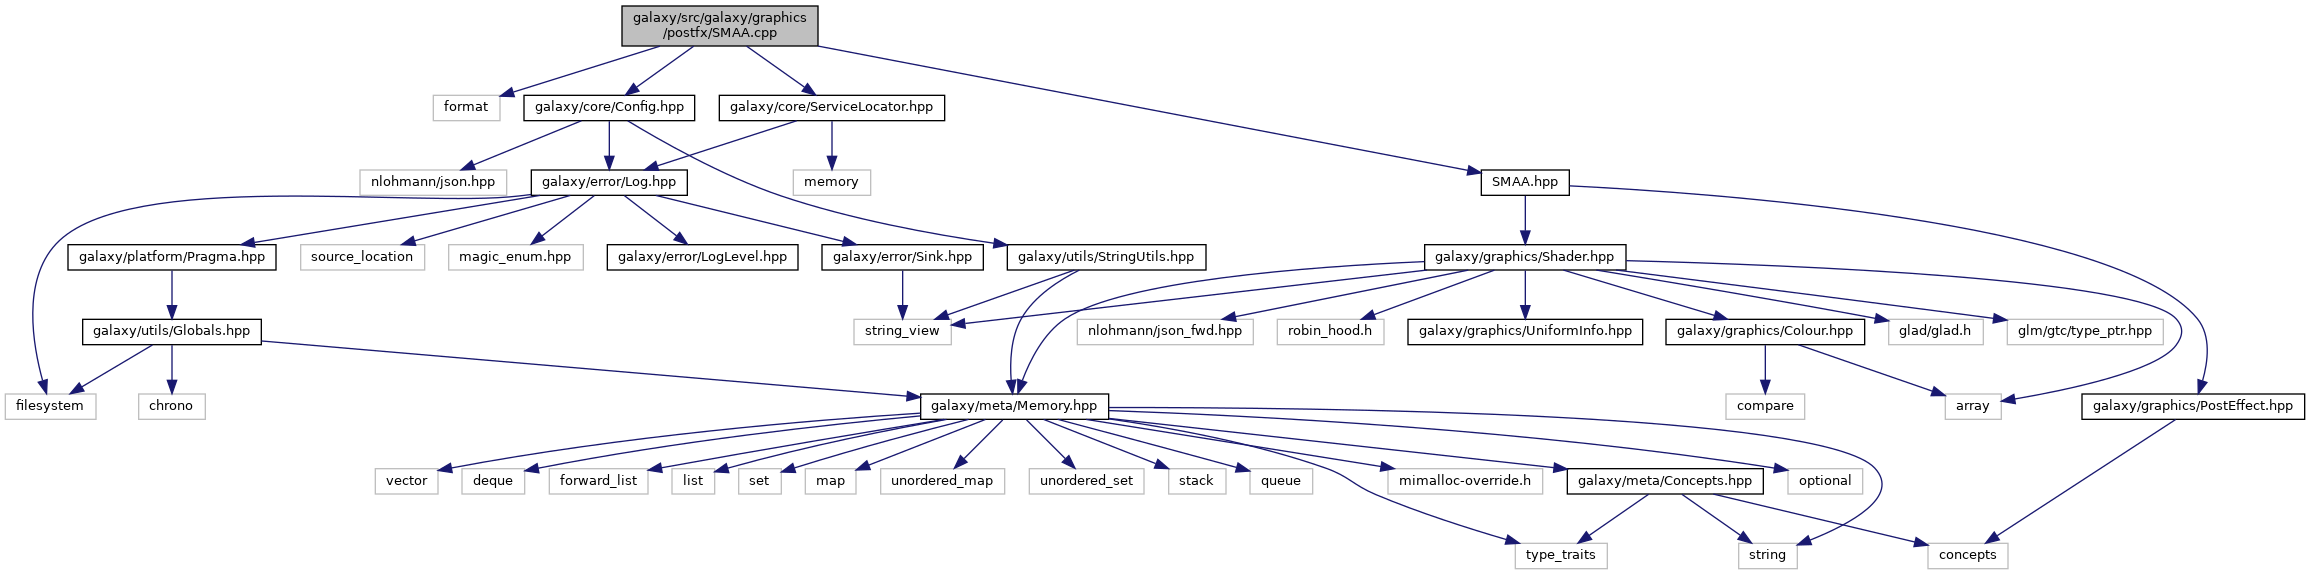 galaxy/src/galaxy/graphics
/postfx/SMAA.cpp
format
galaxy/core/Config.hpp
galaxy/core/ServiceLocator.hpp
nlohmann/json.hpp
galaxy/error/Log.hpp
memory
SMAA.hpp
galaxy/platform/Pragma.hpp
source_location
magic_enum.hpp
galaxy/error/LogLevel.hpp
galaxy/error/Sink.hpp
galaxy/utils/StringUtils.hpp
galaxy/graphics/Shader.hpp
galaxy/utils/Globals.hpp
string_view
nlohmann/json_fwd.hpp
robin_hood.h
galaxy/graphics/UniformInfo.hpp
galaxy/graphics/Colour.hpp
glad/glad.h
glm/gtc/type_ptr.hpp
filesystem
chrono
galaxy/meta/Memory.hpp
compare
array
galaxy/graphics/PostEffect.hpp
vector
deque
forward_list
list
set
map
unordered_map
unordered_set
stack
queue
mimalloc-override.h
galaxy/meta/Concepts.hpp
optional
type_traits
string
concepts